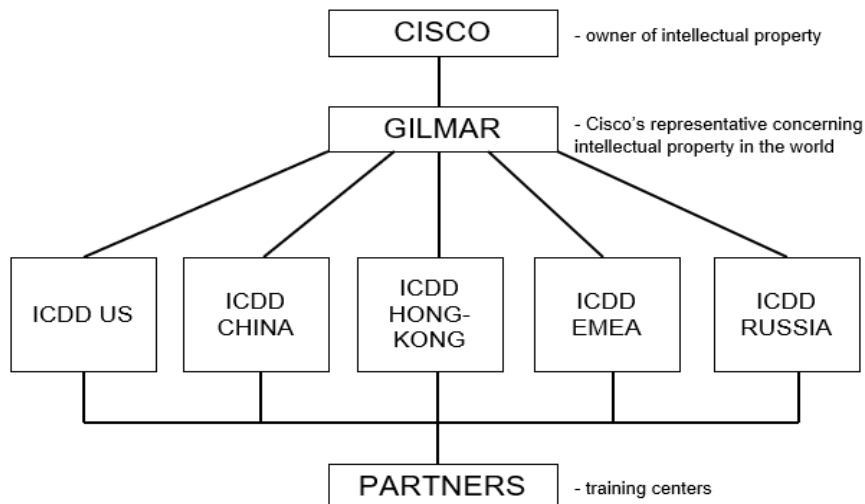 CISCO
- owner of intellectual property
GILMAR
- Cisco's representative concerning
intellectual property in the world
ICDD US
ICDD
CHINA
ICDD
HONG-
KONG
ICDD
EMEA
ICDD
RUSSIA
PARTNERS
- training centers